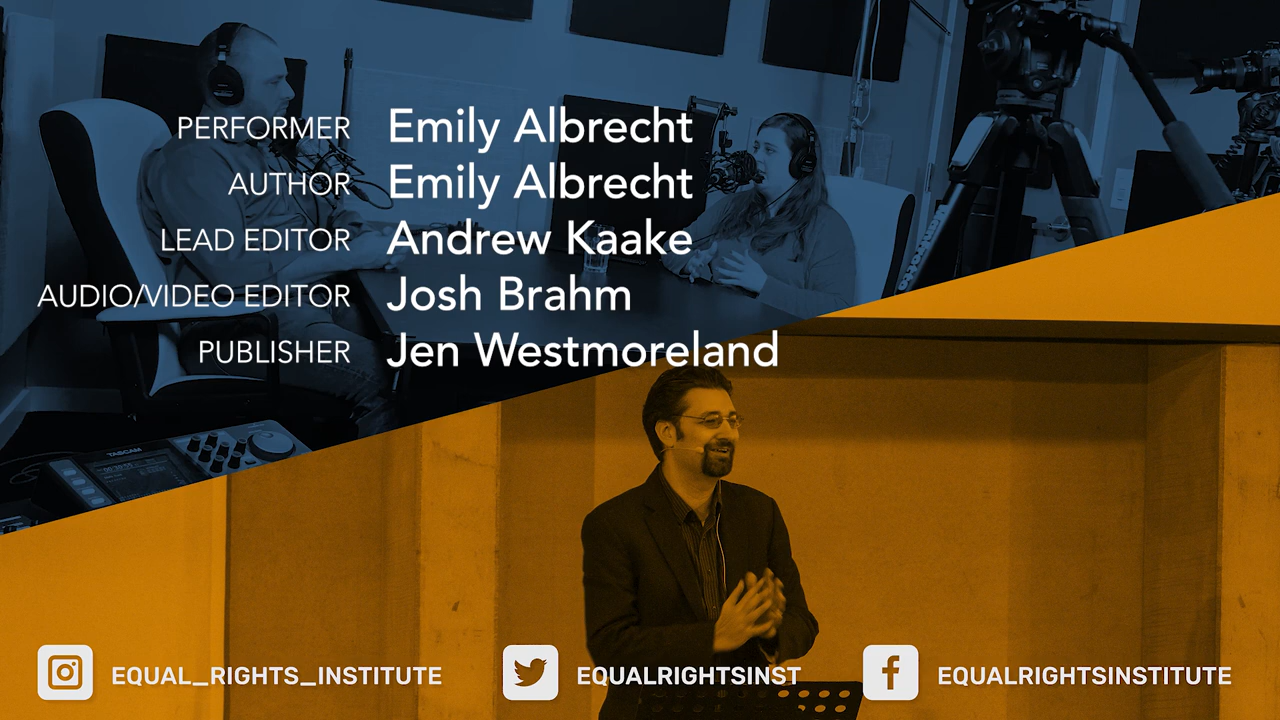 PERFORMER Emily Albrecht
AUTHOR Emily Albrecht
LEAD EDITOR Andrew Kaake
AUDIO/VIDEO EDITOR Josh Brahm
PUBLISHER Jen Westmoreland
TASCAM
EQUAL_RIGHTS_INSTITUTE EQUALRIGHTSINST EQUALRIGHTSINSTITUTE